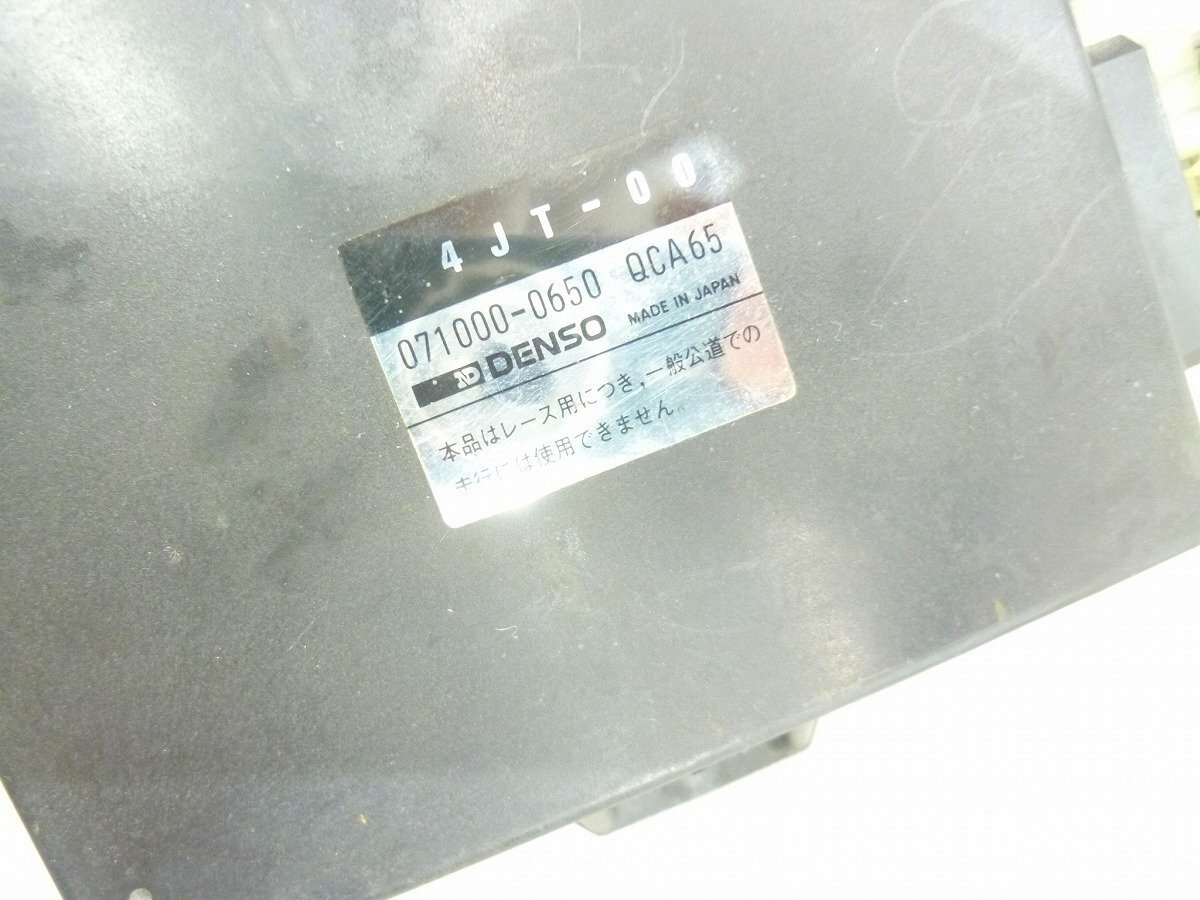 4JT-00
071000-0650 QCA65
ND DENSO MADE IN JAPAN
本品はレース用につき,一般公道での
走行には使用できません。